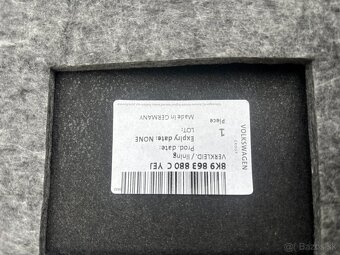 VOLKSWAGEN
1 Piece
Made in GERMANY
LOT:
Expiry date: NONE
Prod. date:
VERKLEID. / lining
8K9 863 880 C YEJ
Bazos.sk